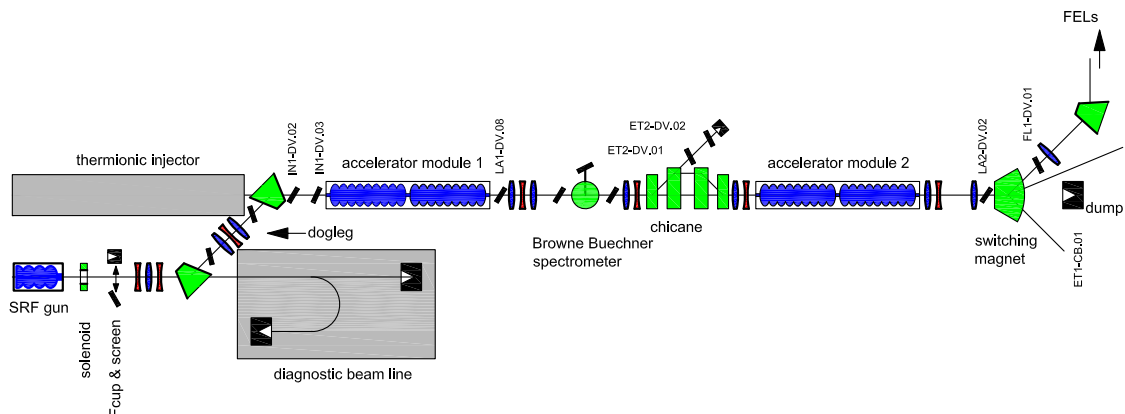 FELs
thermionic injector
IN1-DV.02
IN1-DV.03
accelerator module 1
LA1-DV.08
ET2-DV.02
ET2-DV.01
accelerator module 2
LA2-DV.02
FL1-DV.01
dogleg
chicane
Browne Buechner
spectrometer
dump
switching
magnet
ET1-CB.01
SRF gun
solenoid
Fcup & screen
diagnostic beam line